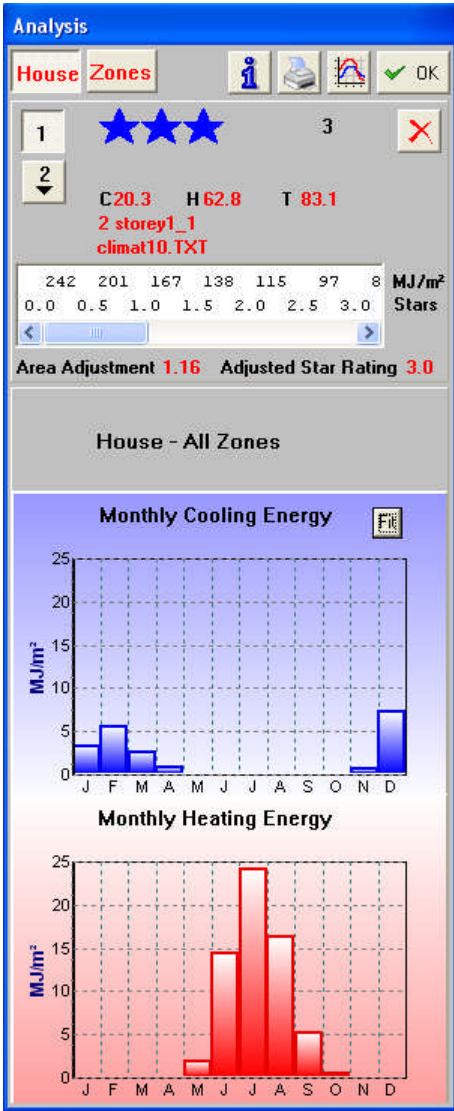 Analysis
House Zones i OK
1 3
2
C20.3 H 62.8 T 83.1
2 storey1_1
climat10.TXT
242 201 167 138 115 97 8 MJ/m²
0.0 0.5 1.0 1.5 2.0 2.5 3.0 Stars
Area Adjustment 1.16 Adjusted Star Rating 3.0
House - All Zones
Monthly Cooling Energy Fit
MJ/m²
25
20
15
10
5
0
J F M A M J J A S O N D
Monthly Heating Energy
MJ/m²
25
20
15
10
5
0
J F M A M J J A S O N D